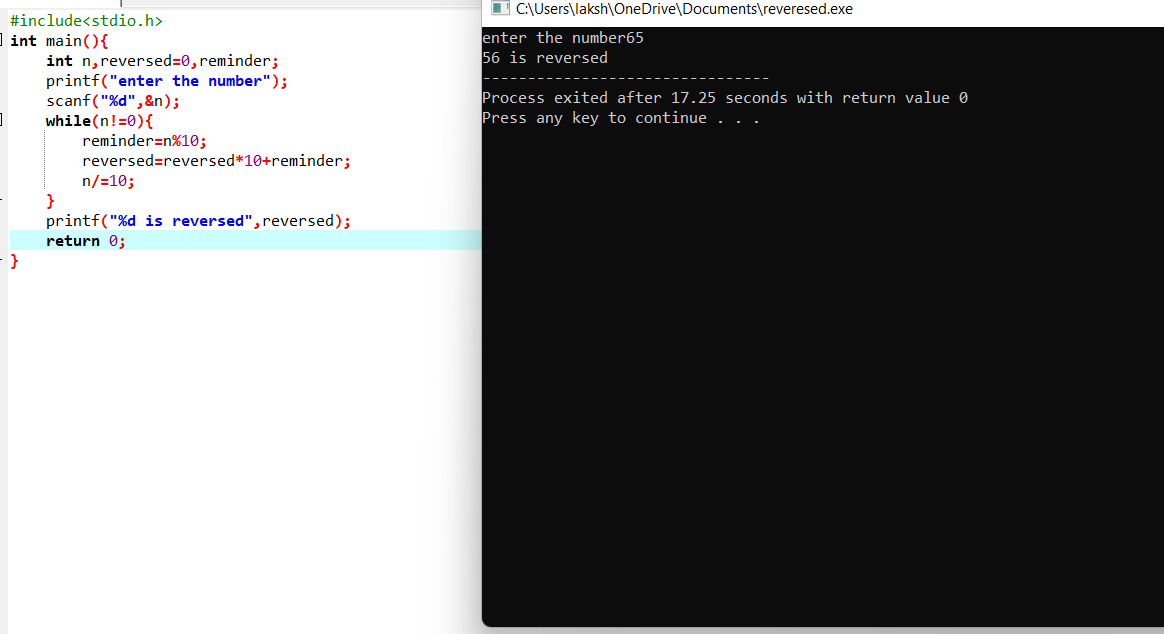 #include<stdio.h>
int main(){
    int n,reversed=0,reminder;
    printf("enter the number");
    scanf("%d",&n);
    while(n!=0){
        reminder=n%10;
        reversed=reversed*10+reminder;
        n/=10;
    }
    printf("%d is reversed",reversed);
    return 0;
}
C:\Users\laksh\OneDrive\Documents\reveresed.exe
enter the number65
56 is reversed
--------------------------------
Process exited after 17.25 seconds with return value 0
Press any key to continue . . .